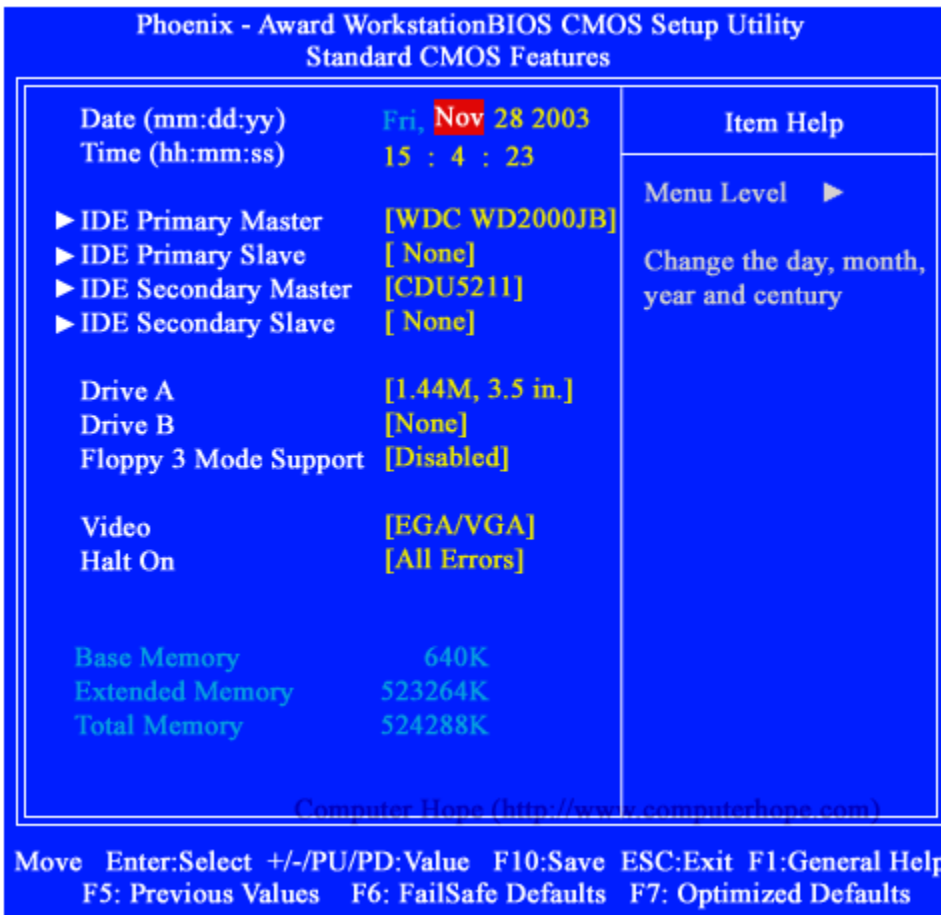 Phoenix - Award WorkstationBIOS CMOS Setup Utility
Standard CMOS Features
Date (mm:dd:yy) Fri, Nov 28 2003
Time (hh:mm:ss) 15 : 4 : 23
▶ IDE Primary Master [WDC WD2000JB]
▶ IDE Primary Slave [ None]
▶ IDE Secondary Master [CDU5211]
▶ IDE Secondary Slave [ None]
Drive A [1.44M, 3.5 in.]
Drive B [None]
Floppy 3 Mode Support [Disabled]
Video [EGA/VGA]
Halt On [All Errors]
Base Memory 640K
Extended Memory 523264K
Total Memory 524288K
Item Help
Menu Level ▶
Change the day, month,
year and century
Computer Hope (http://www.computerhope.com)
Move Enter:Select +/-/PU/PD:Value F10:Save ESC:Exit F1:General Help
F5: Previous Values F6: FailSafe Defaults F7: Optimized Defaults